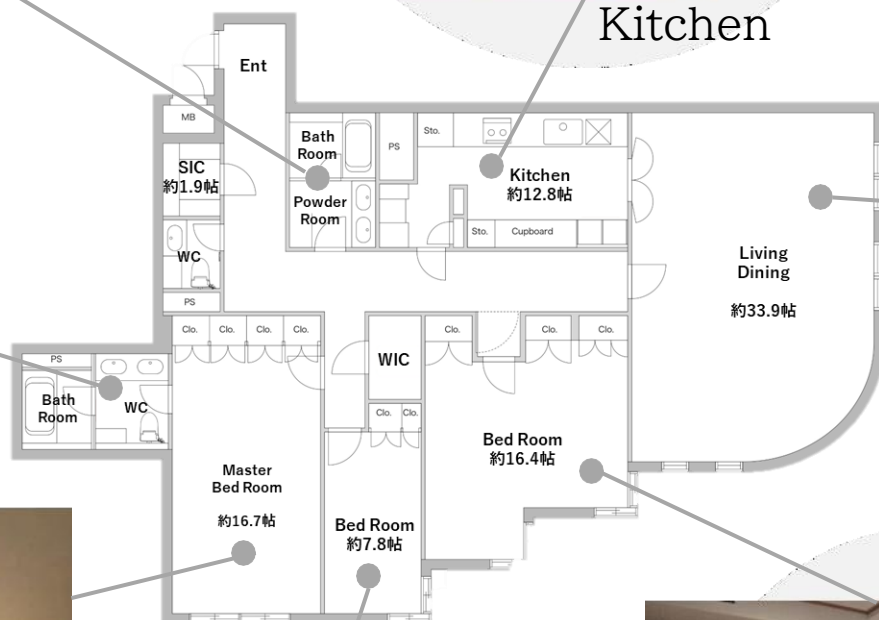 Kitchen
Ent
MB
Bath
Room
Sto.
PS
Kitchen
約12.8帖
SIC
約1.9帖
Powder
Room
Sto.
Cupboard
WC
Living
Dining
約33.9帖
PS
Clo.
Clo.
Clo.
Clo.
WIC
Clo.
Clo.
Clo.
PS
Bath
Room
WC
Clo.
Clo.
Bed Room
約16.4帖
Master
Bed Room
約16.7帖
Bed Room
約7.8帖